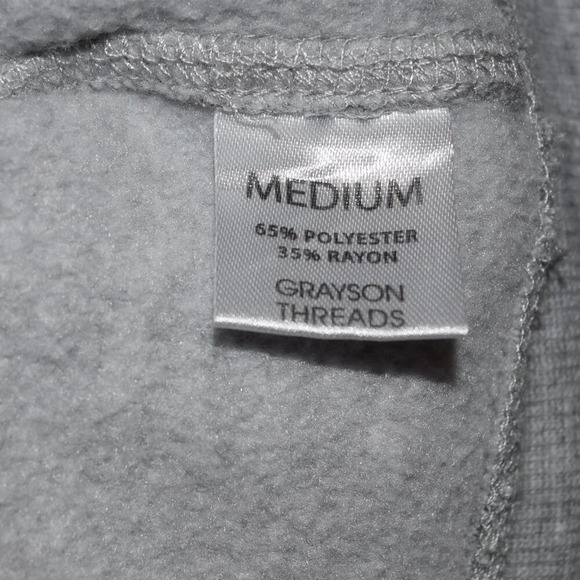 MEDIUM
65% POLYESTER
35% RAYON
GRAYSON
THREADS